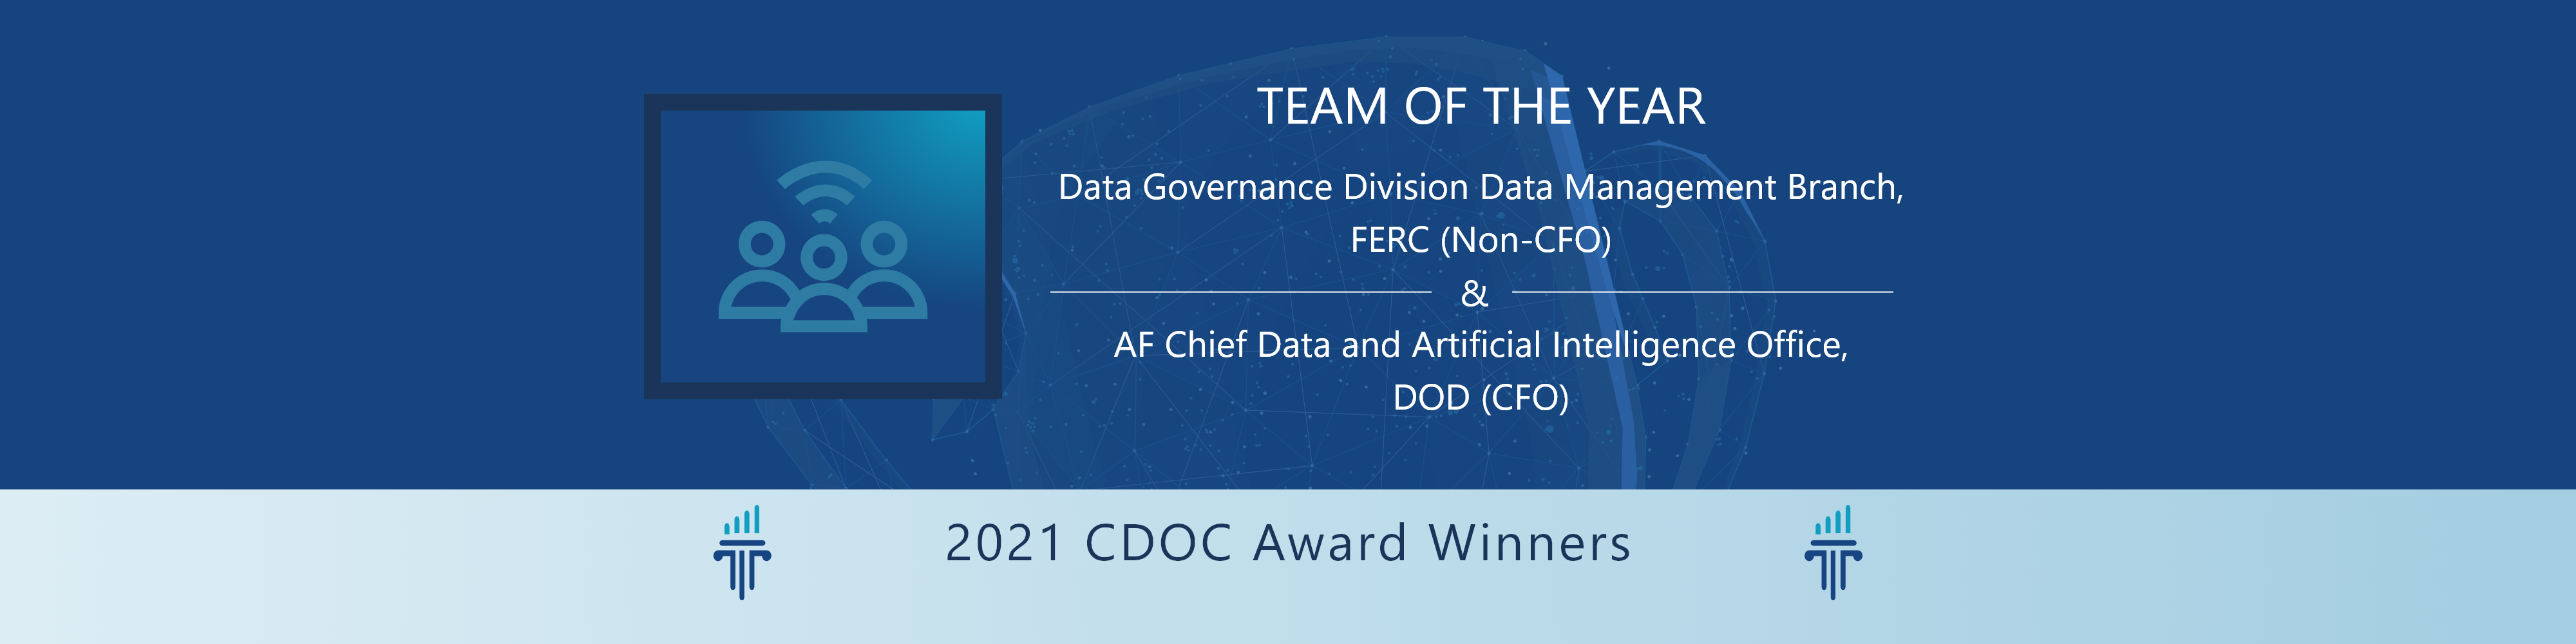 TEAM OF THE YEAR
Data Governance Division Data Management Branch,
FERC (Non-CFO)
&
AF Chief Data and Artificial Intelligence Office,
DOD (CFO)
2021 CDOC Award Winners